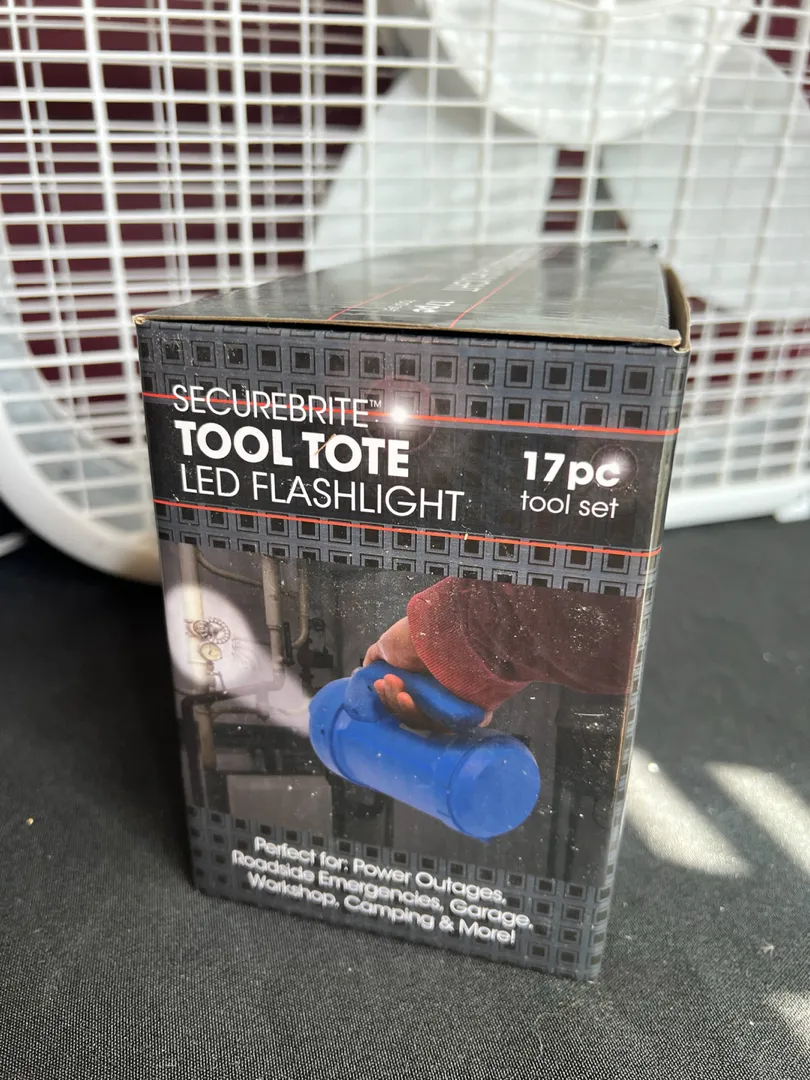 SECUREBRITE™
TOOL TOTE
LED FLASHLIGHT
17pc
tool set
Perfect for: Power Outages,
Roadside Emergencies, Garage,
Workshop, Camping & More!